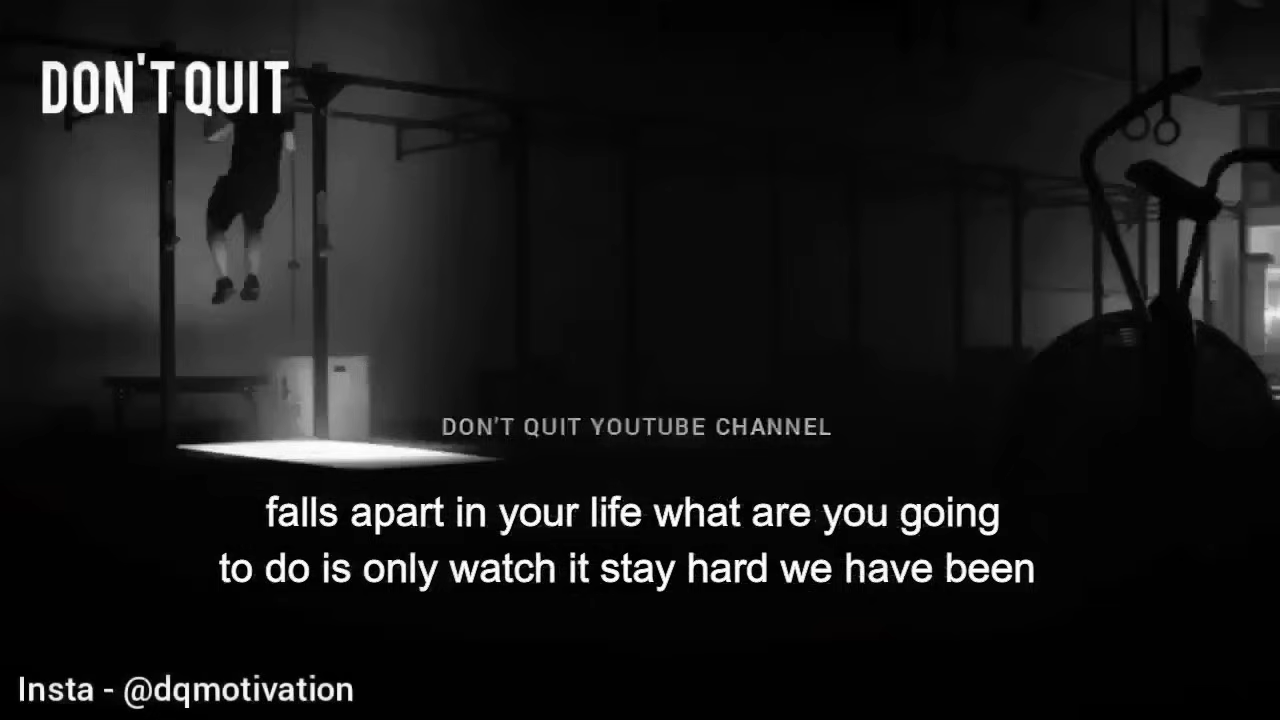 DON'T QUIT
DON'T QUIT YOUTUBE CHANNEL
falls apart in your life what are you going
to do is only watch it stay hard we have been
Insta - @dqmotivation